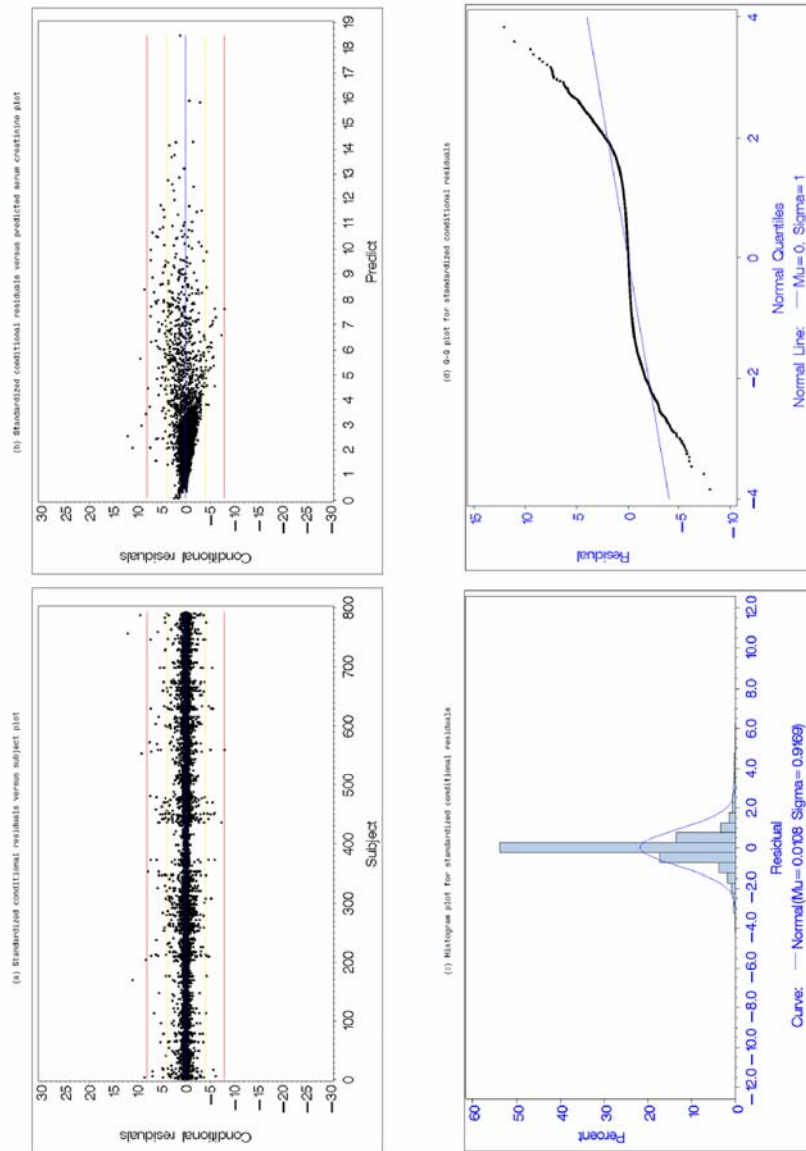 (a) Standardized conditional residuals versus subject plot
Conditional residuals
30
25
20
15
10
5
0
−5
−10
−15
−20
−25
−30
0 100 200 300 400 500 600 700 800
Subject
(b) Standardized conditional residuals versus predicted serum creatinine plot
Conditional residuals
30
25
20
15
10
5
0
−5
−10
−15
−20
−25
−30
0 1 2 3 4 5 6 7 8 9 10 11 12 13 14 15 16 17 18 19
Predict
(c) Histogram plot for standardized conditional residuals
Percent
60
50
40
30
20
10
0
−12.0 −10.0 −8.0 −6.0 −4.0 −2.0 0 2.0 4.0 6.0 8.0 10.0 12.0
Residual
Curve: Normal(Mu=0.0108 Sigma=0.9169)
(d) Q-Q plot for standardized conditional residuals
Residual
15
10
5
0
−5
−10
−4 −2 0 2 4
Normal Quantiles
Normal Line: Mu=0, Sigma=1